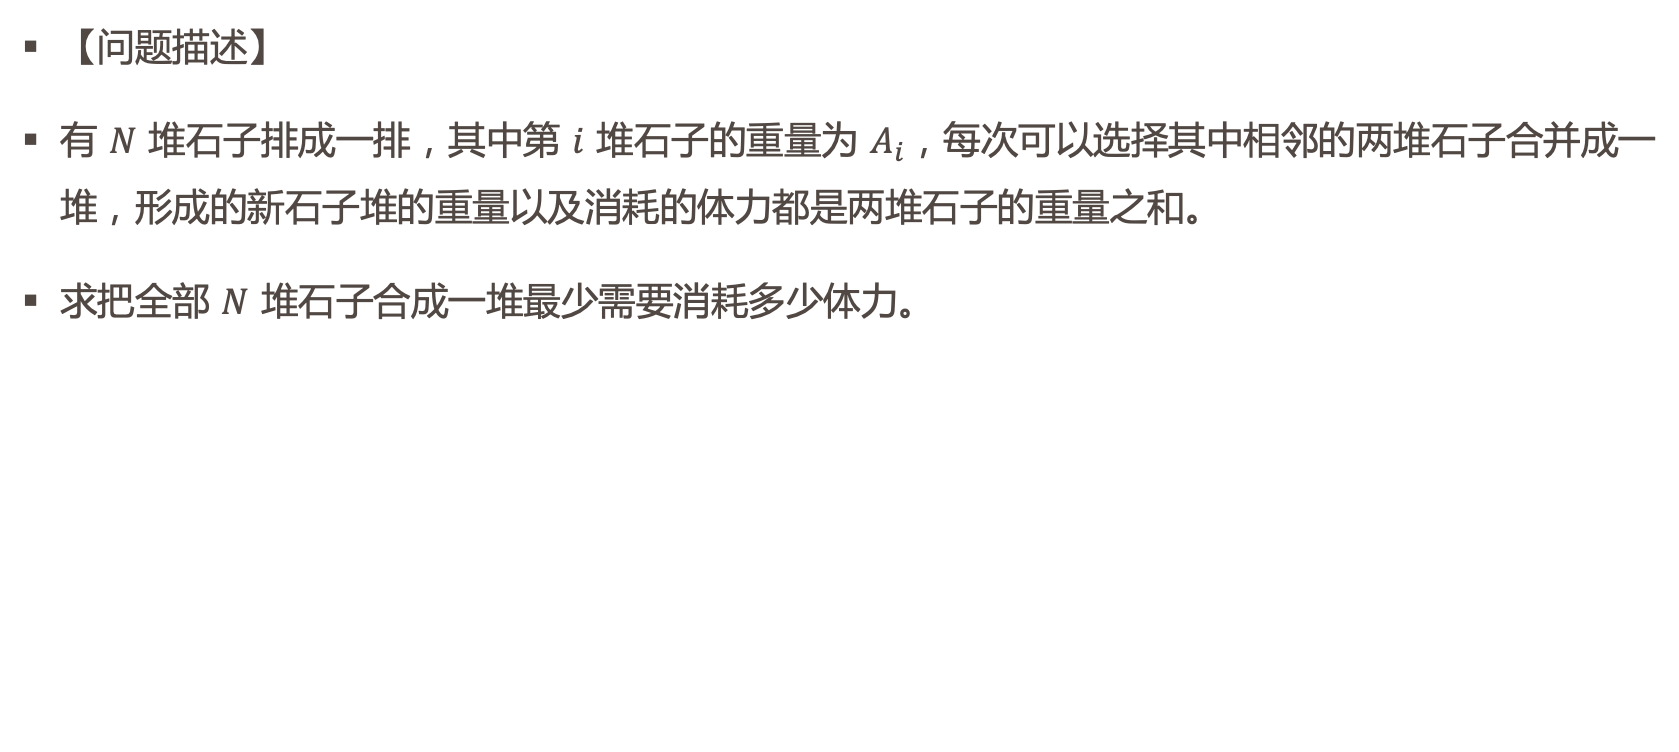 ▪ 【问题描述】
▪ 有 N 堆石子排成一排，其中第 i 堆石子的重量为 Aᵢ，每次可以选择其中相邻的两堆石子合并成一
堆，形成的新石子堆的重量以及消耗的体力都是两堆石子的重量之和。
▪ 求把全部 N 堆石子合成一堆最少需要消耗多少体力。